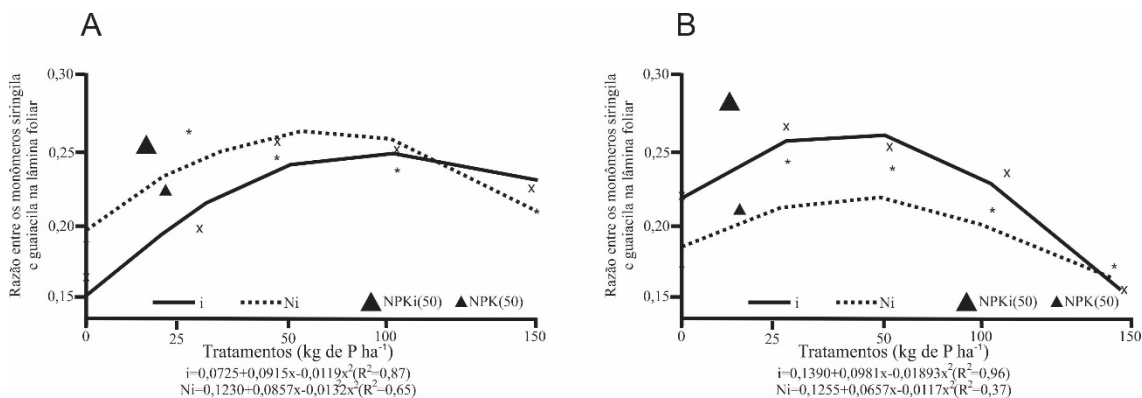 A
Razão entre os monômeros siringila
e guaiacila na lâmina foliar
0,30
0,25
0,20
0,15
i Ni NPKi(50) NPK(50)
0 25 50 100 150
Tratamentos (kg de P ha⁻¹)
i=0,0725+0,0915x-0,0119x²(R²=0,87)
Ni=0,1230+0,0857x-0,0132x²(R²=0,65)
B
Razão entre os monômeros siringila
e guaiacila na lâmina foliar
0,30
0,25
0,20
0,15
i Ni NPKi(50) NPK(50)
0 25 50 100 150
Tratamentos (kg de P ha⁻¹)
i=0,1390+0,0981x-0,01893x²(R²=0,96)
Ni=0,1255+0,0657x-0,0117x²(R²=0,37)